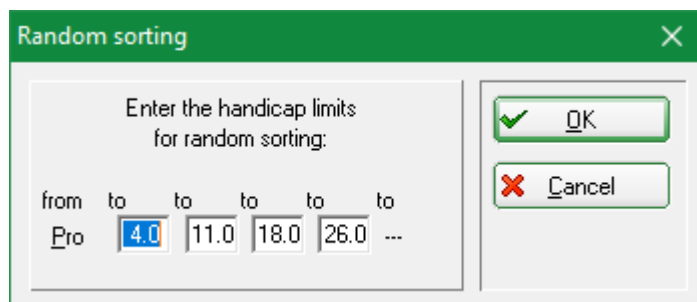 Random sorting
Enter the handicap limits
for random sorting:
from to to to to to
Pro 4.0 11.0 18.0 26.0 ---
OK
Cancel